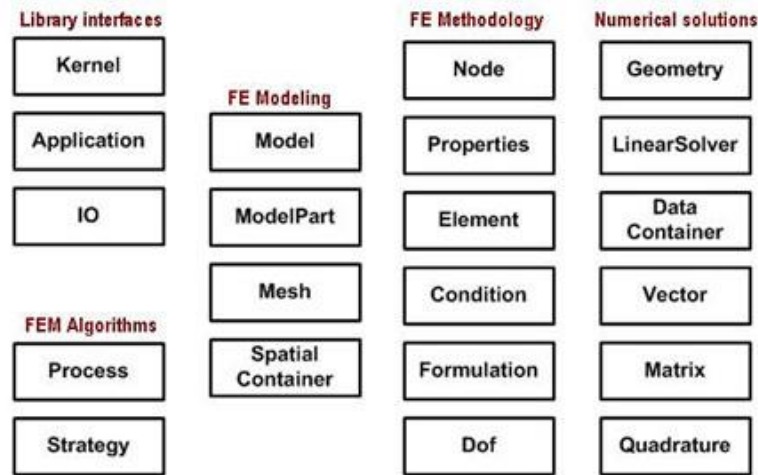 Library interfaces
Kernel
Application
IO
FEM Algorithms
Process
Strategy
FE Modeling
Model
ModelPart
Mesh
Spatial
Container
FE Methodology
Node
Properties
Element
Condition
Formulation
Dof
Numerical solutions
Geometry
LinearSolver
Data
Container
Vector
Matrix
Quadrature